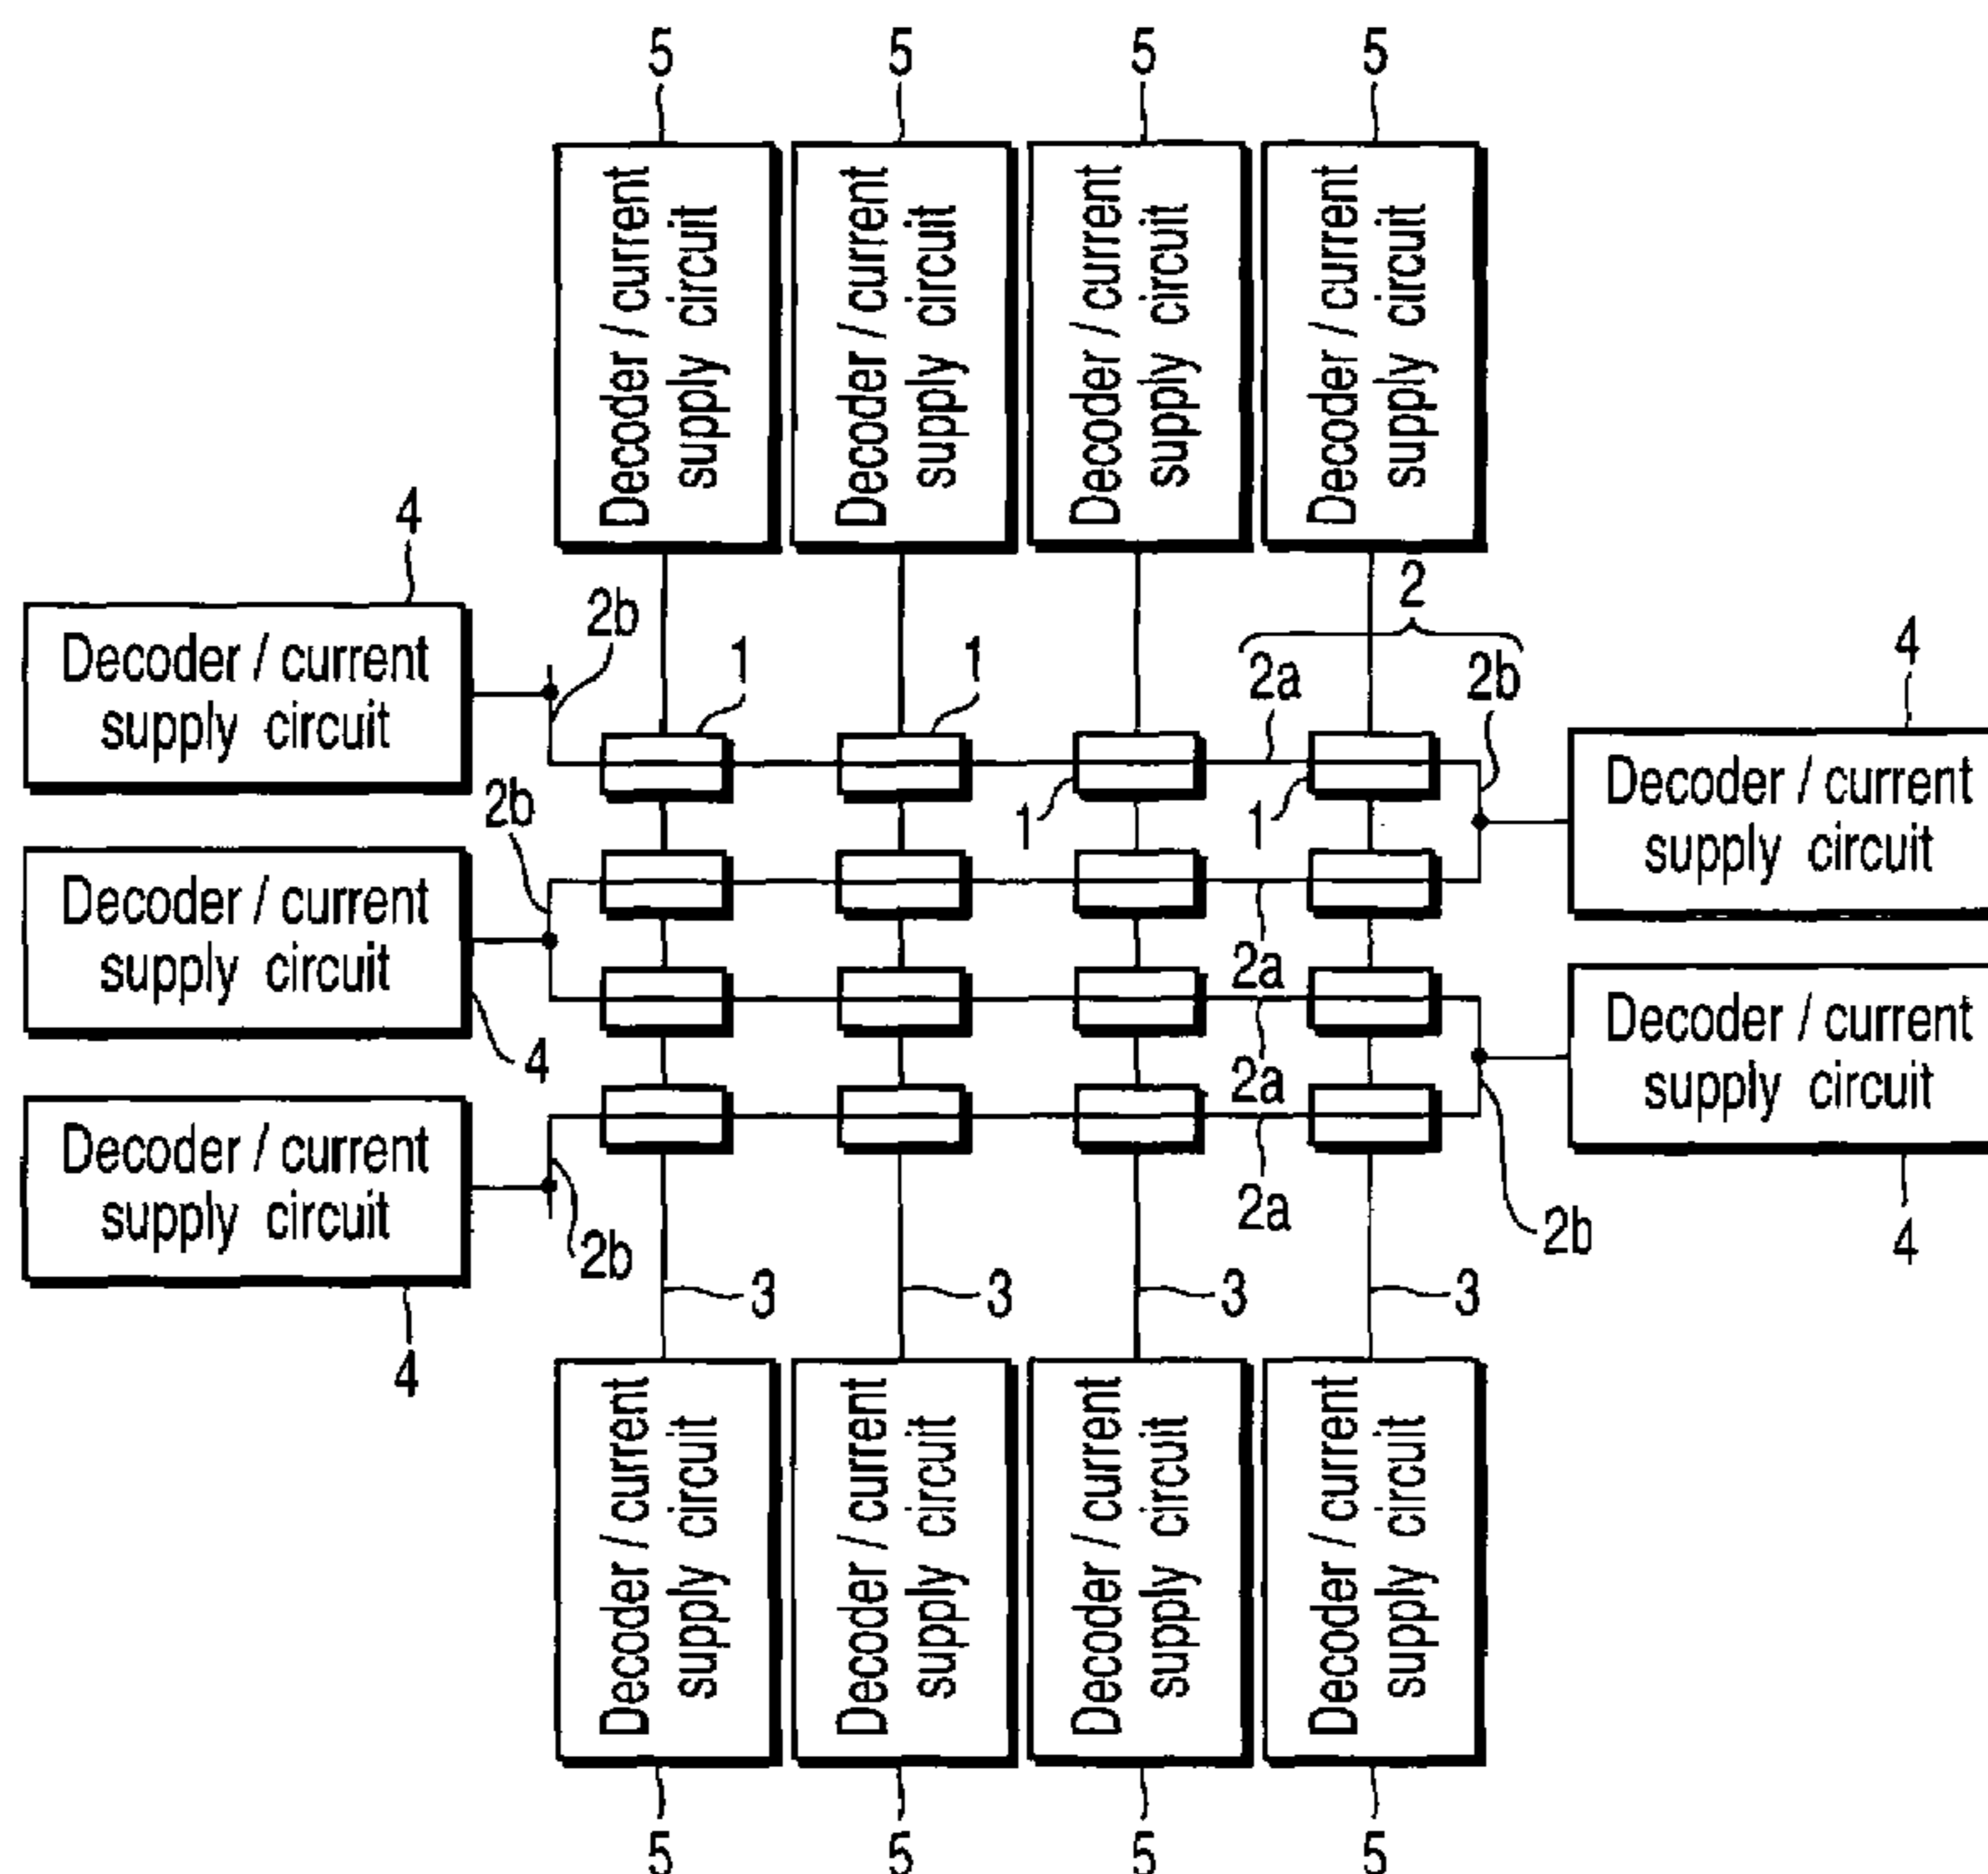 5 5 5 5
Decoder / current supply circuit
Decoder / current supply circuit
Decoder / current supply circuit
Decoder / current supply circuit
4
2
2b
4
Decoder / current
supply circuit
1 1
2a
2b
Decoder / current
supply circuit
2b
1
1
Decoder / current
supply circuit
2a
Decoder / current
supply circuit
4
2a
Decoder / current
supply circuit
2a
2b
4
2b
3 3 3 3
4
Decoder / current supply circuit
Decoder / current supply circuit
Decoder / current supply circuit
Decoder / current supply circuit
5 5 5 5